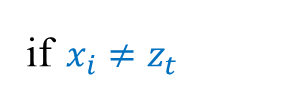 if xᵢ ≠ zₜ